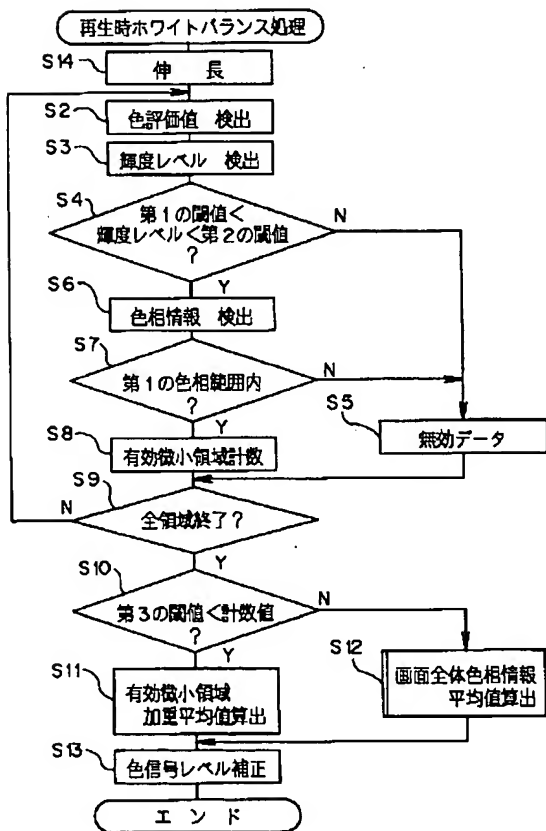 再生時ホワイトバランス処理
S14
伸長
S2
色評価値 検出
S3
輝度レベル 検出
S4
第1の閾値<
輝度レベル<第2の閾値
?
N
Y
S6
色相情報 検出
S7
第1の色相範囲内
?
N
Y
S5
無効データ
S8
有効微小領域計数
S9
全領域終了?
N
Y
S10
第3の閾値<計数値
?
N
Y
S11
有効微小領域
加重平均値算出
S12
画面全体色相情報
平均値算出
S13
色信号レベル補正
エンド